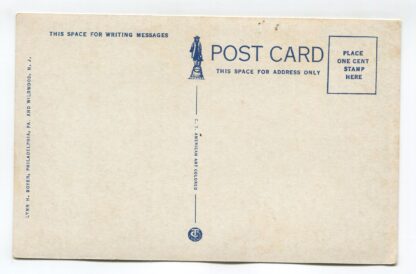 THIS SPACE FOR WRITING MESSAGES
POST CARD
THIS SPACE FOR ADDRESS ONLY
PLACE
ONE CENT
STAMP
HERE
LYNN H. BOYER, PHILADELPHIA, PA. AND WILDWOOD, N. J.
C. T. AMERICAN ART COLORED